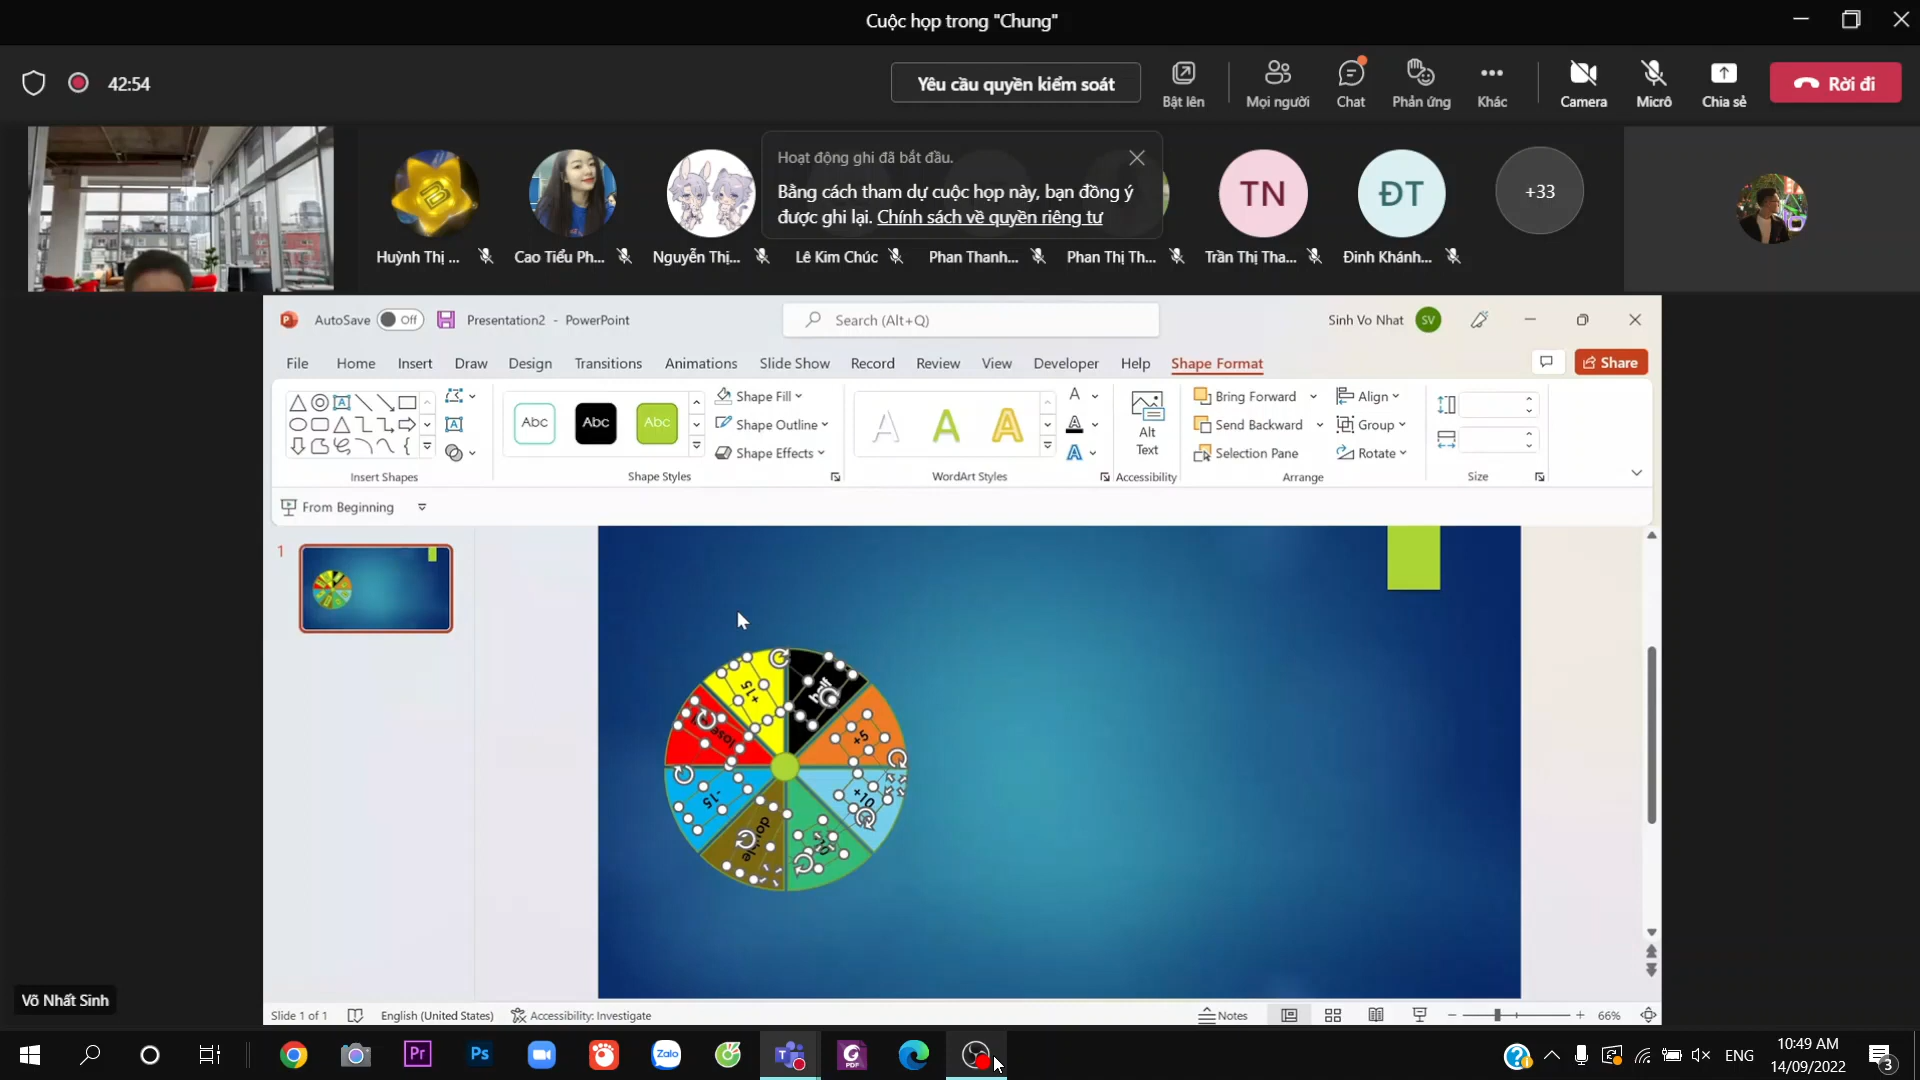 Cuộc họp trong "Chung"
42:54
Yêu cầu quyền kiểm soát
Bật lên
Mọi người
Chat
Phản ứng
Khác
Camera
Micrô
Chia sẻ
Rời đi
Hoạt động ghi đã bắt đầu.
Bằng cách tham dự cuộc họp này, bạn đồng ý
được ghi lại. Chính sách về quyền riêng tư
B
TN
ĐT
+33
Huỳnh Thị ...
Cao Tiểu Ph...
Nguyễn Thị...
Lê Kim Chúc
Phan Thanh...
Phan Thị Th...
Trần Thị Tha...
Đinh Khánh...
AutoSave Off
Presentation2 - PowerPoint
Search (Alt+Q)
Sinh Vo Nhat SV
File Home Insert Draw Design Transitions Animations Slide Show Record Review View Developer Help Shape Format
Share
Abc Abc Abc
Shape Fill
Shape Outline
Shape Effects
A A A
Alt
Text
Bring Forward
Send Backward
Selection Pane
Align
Group
Rotate
Insert Shapes
Shape Styles
WordArt Styles
Accessibility
Arrange
Size
From Beginning
1
+15
half
+5
+10
double
-15
Võ Nhất Sinh
Slide 1 of 1
English (United States)
Accessibility: Investigate
Notes
66%
Pr
Ps
Zalo
T
PDF
ENG
10:49 AM
14/09/2022
3